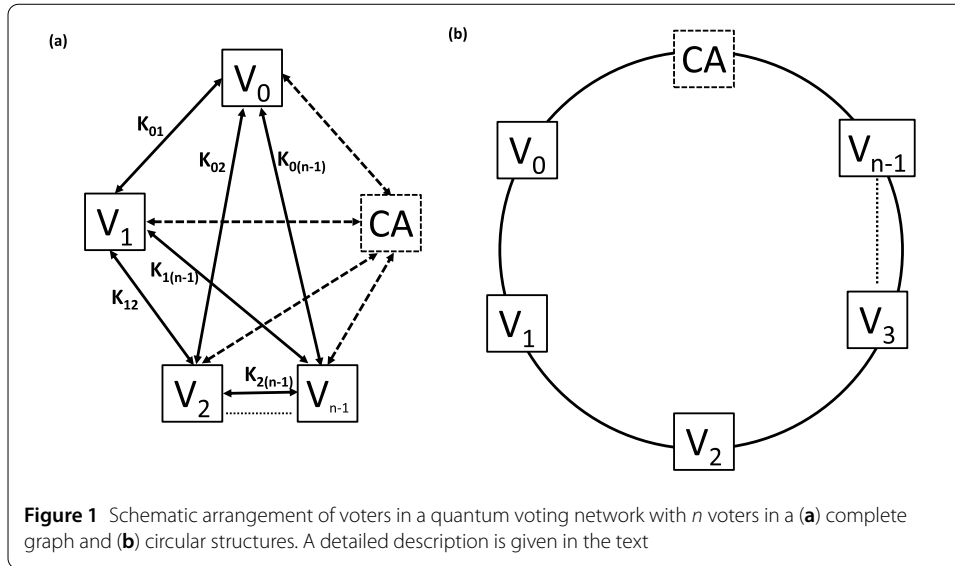 (a)
V0
K01
K02
K0(n-1)
V1
CA
K1(n-1)
K12
K2(n-1)
V2
Vn-1
(b)
CA
V0
Vn-1
V1
V3
V2
Figure 1 Schematic arrangement of voters in a quantum voting network with n voters in a (a) complete
graph and (b) circular structures. A detailed description is given in the text